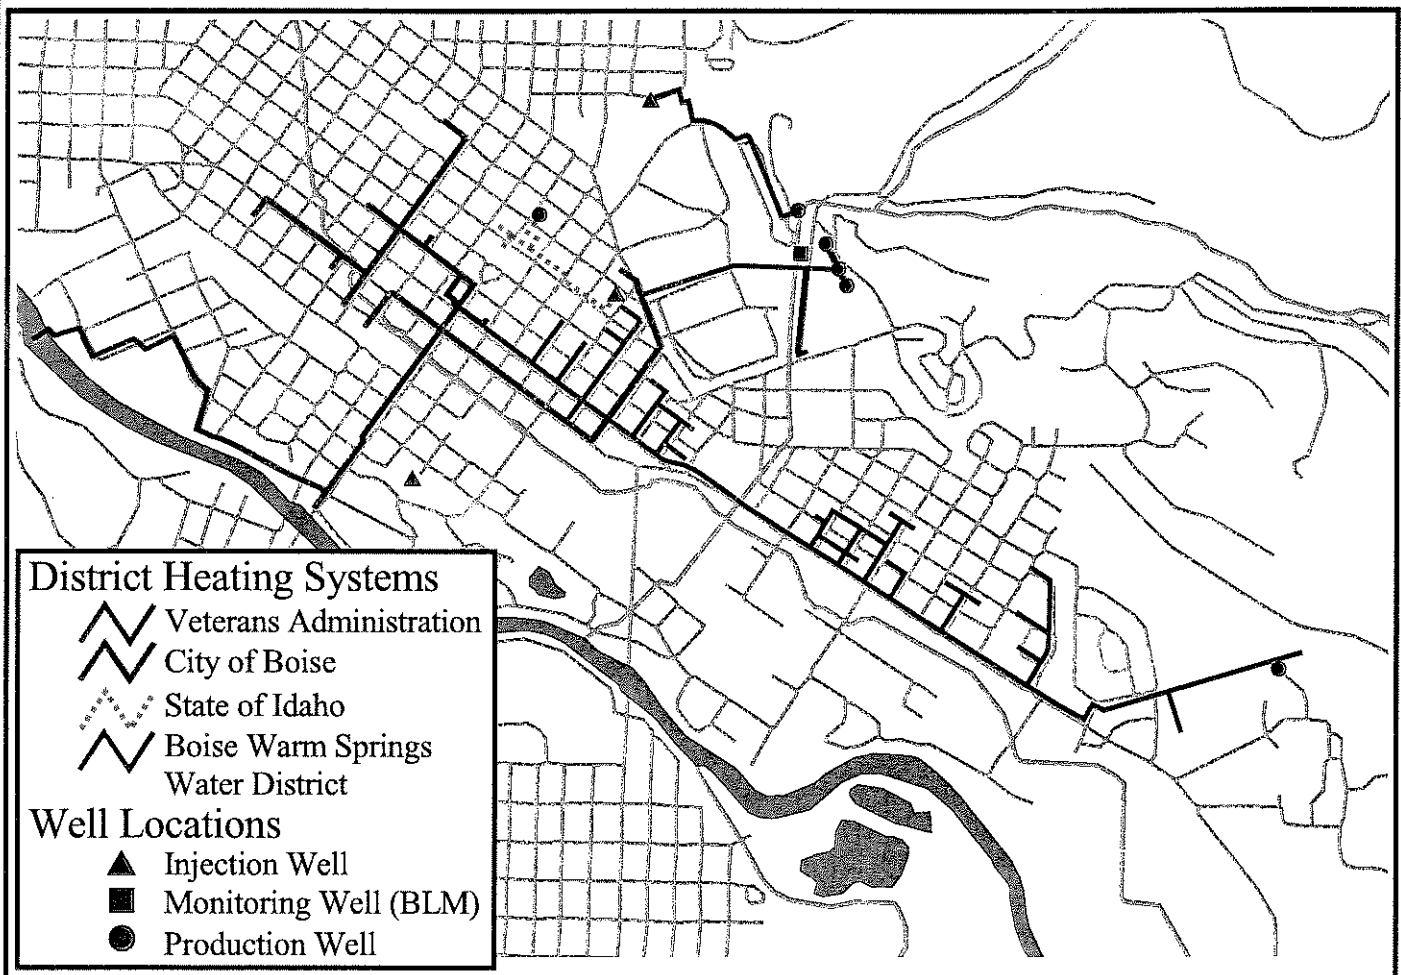 District Heating Systems
Veterans Administration
City of Boise
State of Idaho
Boise Warm Springs
Water District
Well Locations
Injection Well
Monitoring Well (BLM)
Production Well